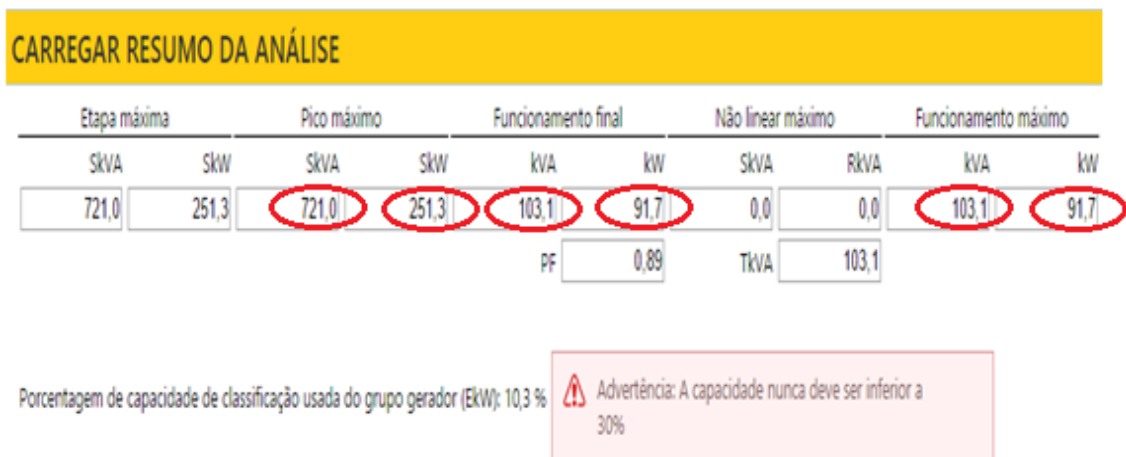 CARREGAR RESUMO DA ANÁLISE
Etapa máxima Pico máximo Funcionamento final Não linear máximo Funcionamento máximo
SkVA SkW SkVA SkW kVA kW SkVA RkVA kVA kW
721,0 251,3 721,0 251,3 103,1 91,7 0,0 0,0 103,1 91,7
PF 0,89 TkVA 103,1
Porcentagem de capacidade de classificação usada do grupo gerador (EkW): 10,3 %
Advertência: A capacidade nunca deve ser inferior a
30%